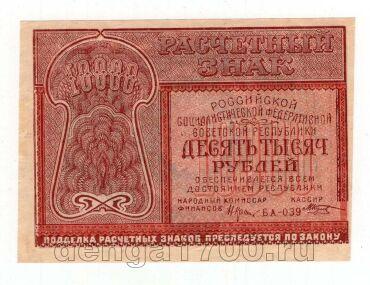 10000
РАСЧЕТНЫЙ
ЗНАК
РОССИЙСКОЙ
СОЦИАЛИСТИЧЕСКОЙ ФЕДЕРАТИВНОЙ
СОВЕТСКОЙ РЕСПУБЛИКИ
ДЕСЯТЬ ТЫСЯЧ
РУБЛЕЙ
ОБЕСПЕЧИВАЕТСЯ ВСЕМ
ДОСТОЯНИЕМ РЕСПУБЛИКИ
НАРОДНЫЙ КОМИССАР КАССИР
ФИНАНСОВ БА-039
ПОДДЕЛКА РАСЧЕТНЫХ ЗНАКОВ ПРЕСЛЕДУЕТСЯ ПО ЗАКОНУ
denga1700.ru